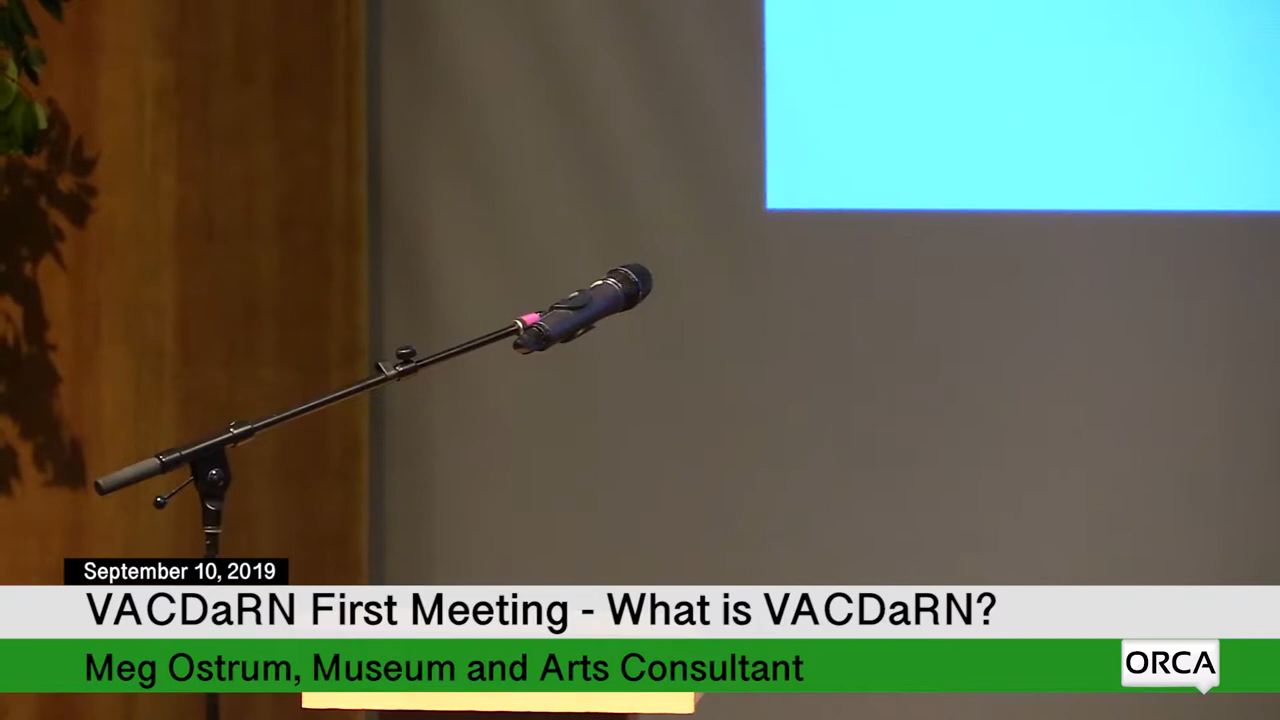 September 10, 2019
VACDaRN First Meeting - What is VACDaRN?
Meg Ostrum, Museum and Arts Consultant
ORCA